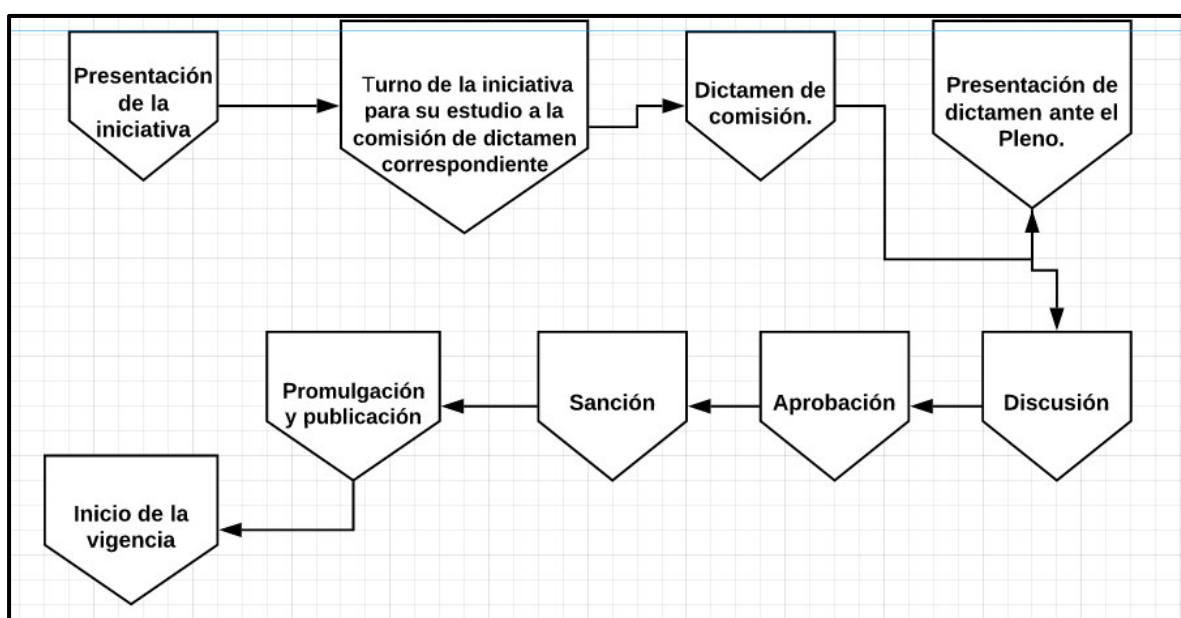 Presentación
de la
iniciativa
Turno de la iniciativa
para su estudio a la
comisión de dictamen
correspondiente
Dictamen de
comisión.
Presentación de
dictamen ante el
Pleno.
Discusión
Aprobación
Sanción
Promulgación
y publicación
Inicio de la
vigencia